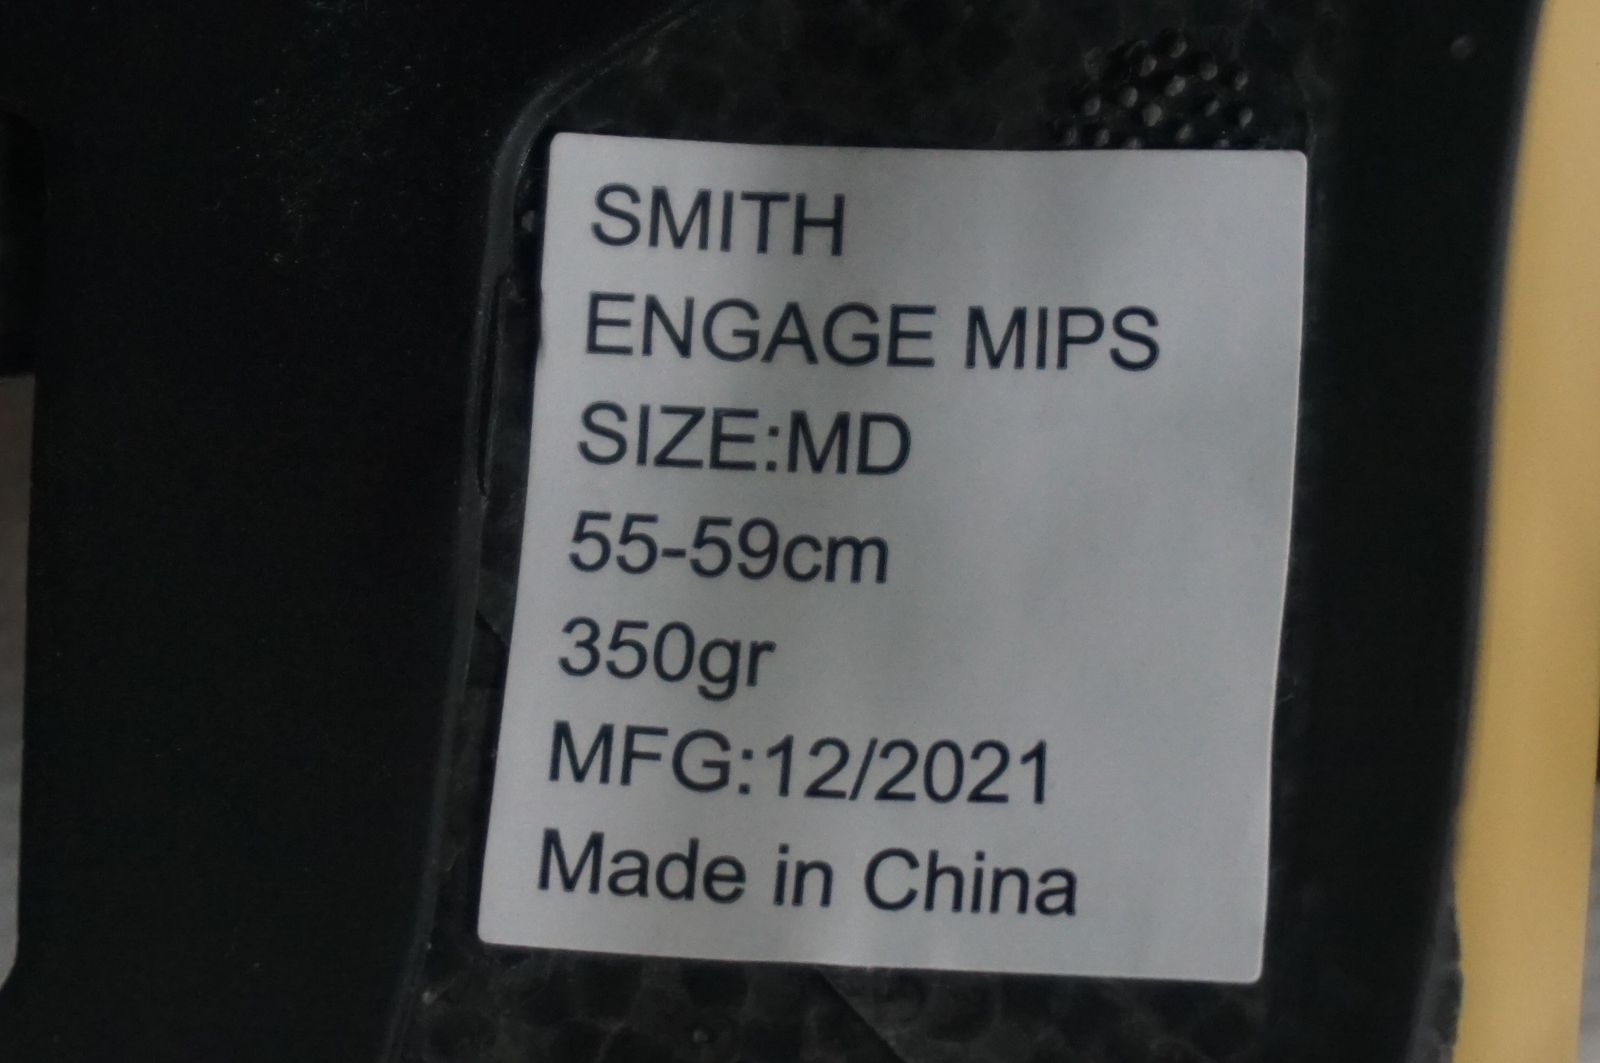 SMITH
ENGAGE MIPS
SIZE:MD
55-59cm
350gr
MFG:12/2021
Made in China